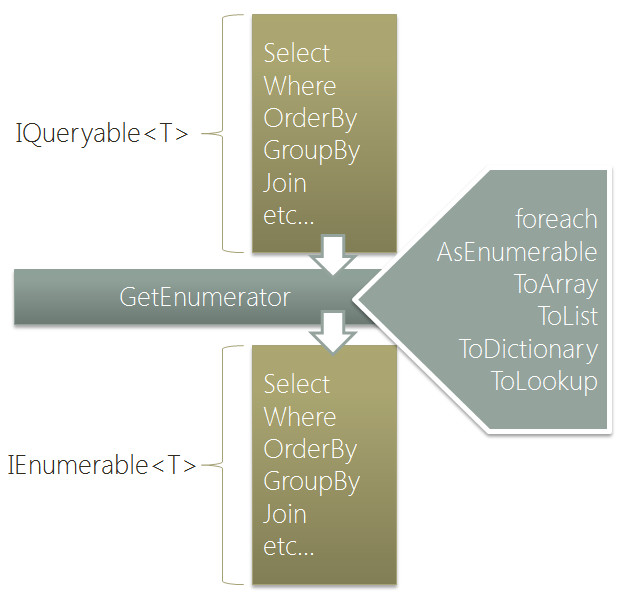 IQueryable<T>
Select
Where
OrderBy
GroupBy
Join
etc...
GetEnumerator
foreach
AsEnumerable
ToArray
ToList
ToDictionary
ToLookup
IEnumerable<T>
Select
Where
OrderBy
GroupBy
Join
etc...